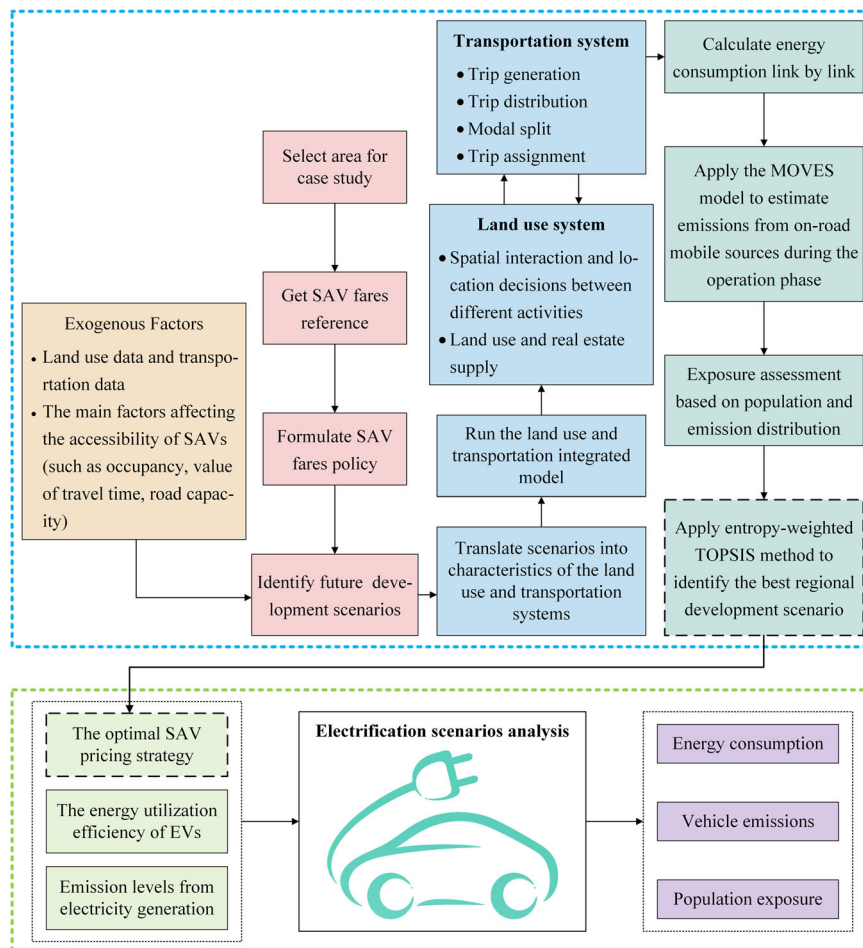 Exogenous Factors
• Land use data and transpo-
rtation data
• The main factors affecting
the accessibility of SAVs
(such as occupancy, value
of travel time, road capac-
ity)
Select area for
case study
Get SAV fares
reference
Formulate SAV
fares policy
Identify future deve-
lopment scenarios
Transportation system
• Trip generation
• Trip distribution
• Modal split
• Trip assignment
Land use system
• Spatial interaction and lo-
cation decisions between
different activities
• Land use and real estate
supply
Run the land use and
transportation integrated
model
Translate scenarios into
characteristics of the land
use and transportation
systems
Calculate energy
consumption link by
link
Apply the MOVES
model to estimate
emissions from on-road
mobile sources during the
operation phase
Exposure assessment
based on population and
emission distribution
Apply entropy-weighted
TOPSIS method to
identify the best regional
development scenario
The optimal SAV
pricing strategy
The energy utilization
efficiency of EVs
Emission levels from
electricity generation
Electrification scenarios analysis
Energy consumption
Vehicle emissions
Population exposure